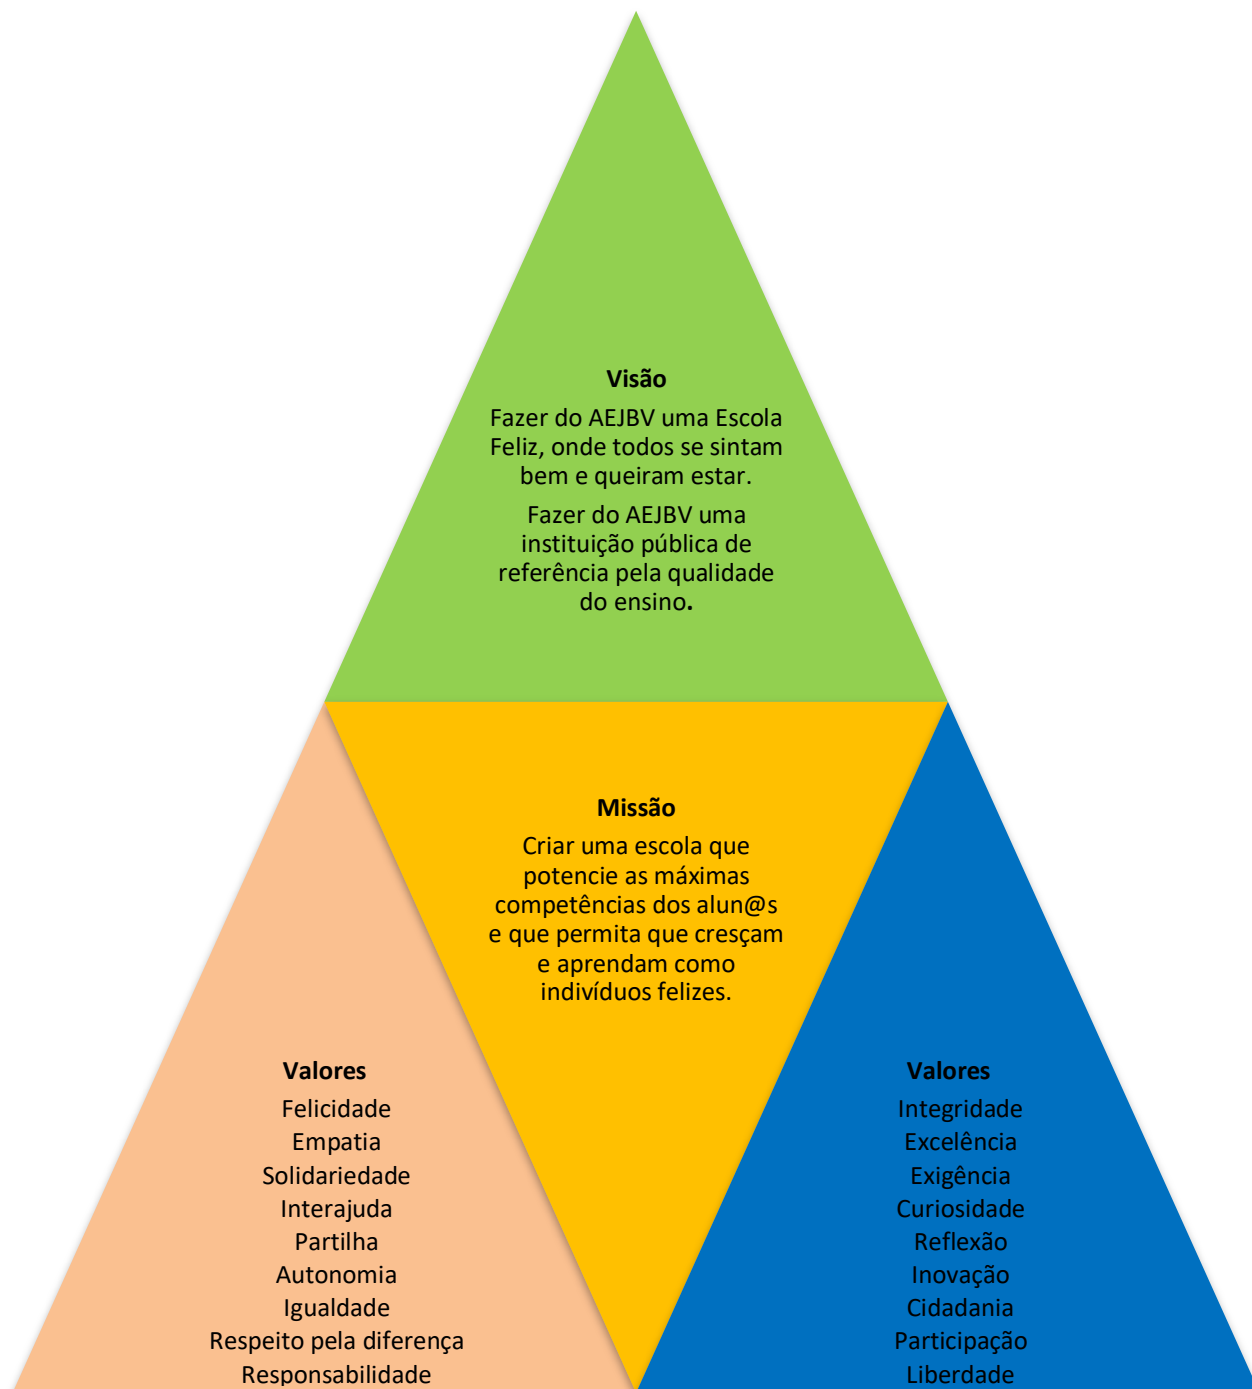 Visão
Fazer do AEJBV uma Escola
Feliz, onde todos se sintam
bem e queiram estar.
Fazer do AEJBV uma
instituição pública de
referência pela qualidade
do ensino.
Missão
Criar uma escola que
potencie as máximas
competências dos alun@s
e que permita que cresçam
e aprendam como
indivíduos felizes.
Valores
Felicidade
Empatia
Solidariedade
Interajuda
Partilha
Autonomia
Igualdade
Respeito pela diferença
Responsabilidade
Valores
Integridade
Excelência
Exigência
Curiosidade
Reflexão
Inovação
Cidadania
Participação
Liberdade